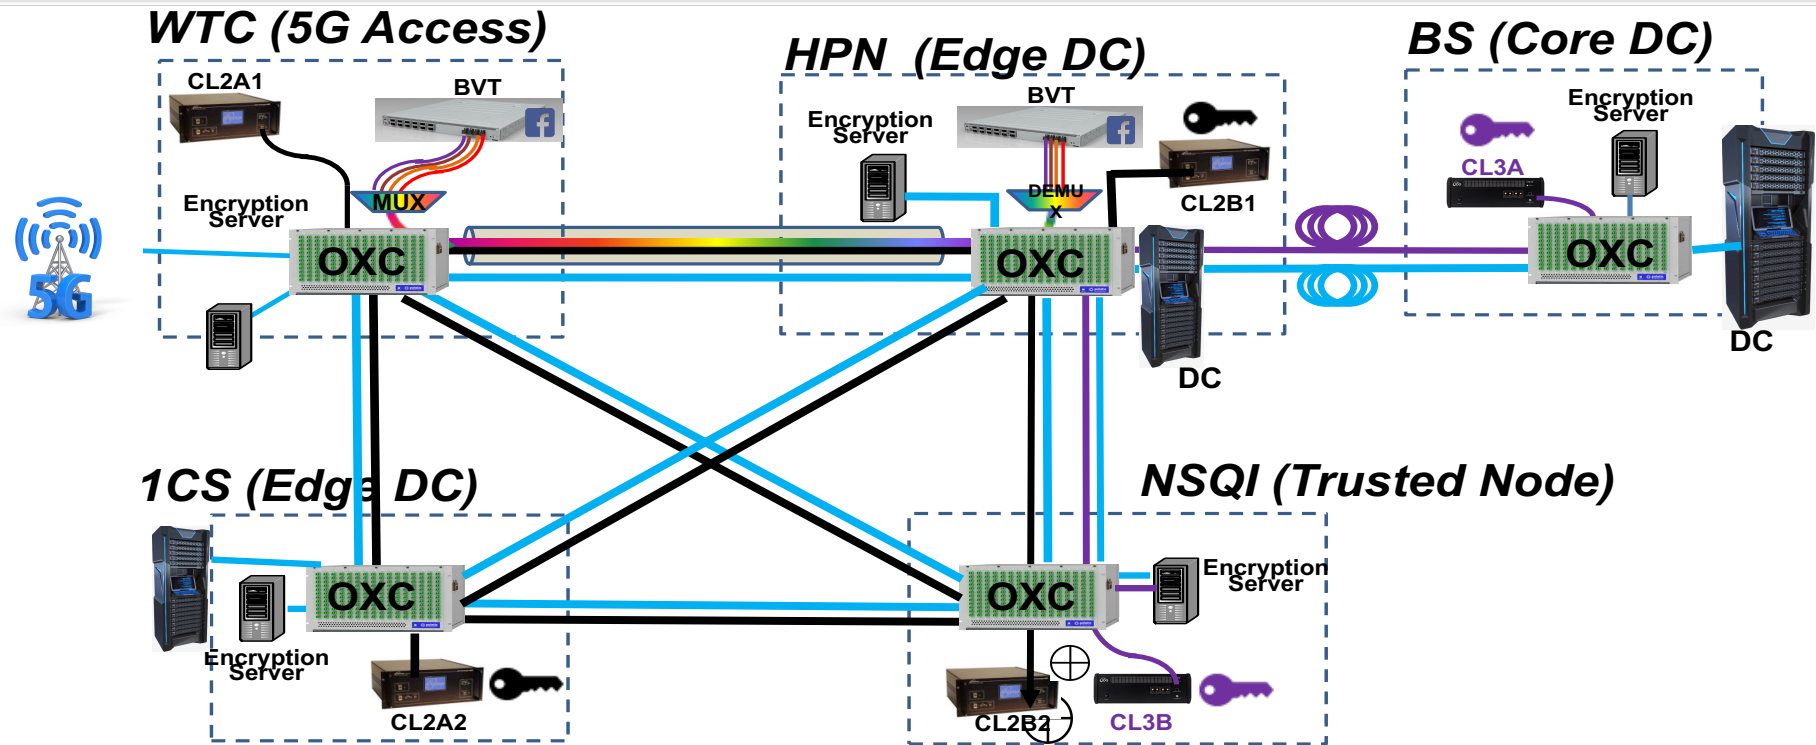 WTC (5G Access)
HPN (Edge DC)
BS (Core DC)
CL2A1
BVT
f
Encryption
Server
MUX
OXC
5G
BVT
f
Encryption
Server
DEMU
X
CL2B1
OXC
DC
Encryption
Server
CL3A
OXC
DC
1CS (Edge DC)
NSQI (Trusted Node)
OXC
Encryption
Server
CL2A2
OXC
Encryption
Server
CL2B2
CL3B